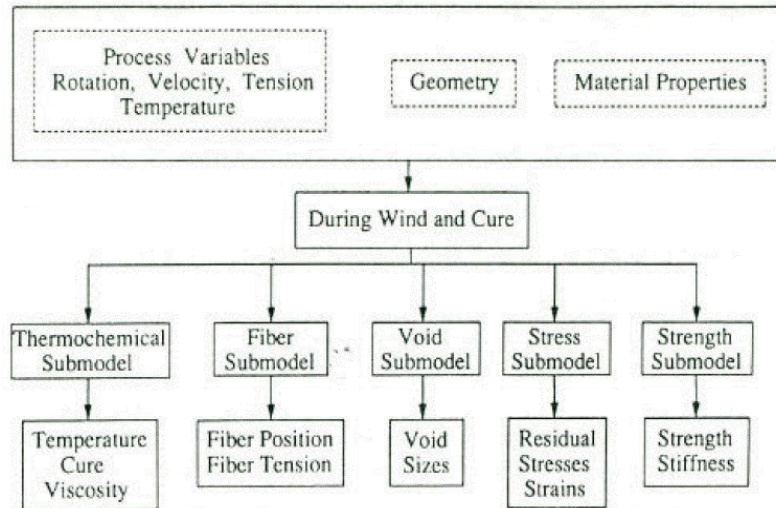 Process Variables
Rotation, Velocity, Tension
Temperature
Geometry
Material Properties
During Wind and Cure
Thermochemical
Submodel
Fiber
Submodel
Void
Submodel
Stress
Submodel
Strength
Submodel
Temperature
Cure
Viscosity
Fiber Position
Fiber Tension
Void
Sizes
Residual
Stresses
Strains
Strength
Stiffness